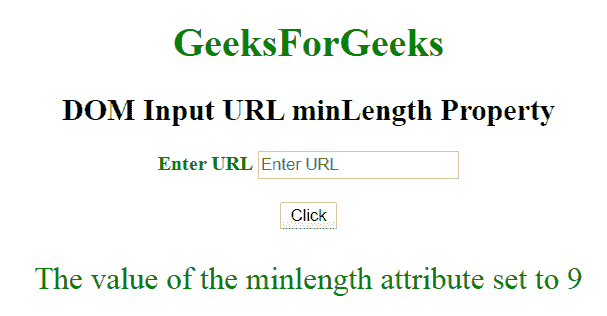 GeeksForGeeks
DOM Input URL minLength Property
Enter URL Enter URL
Click
The value of the minlength attribute set to 9